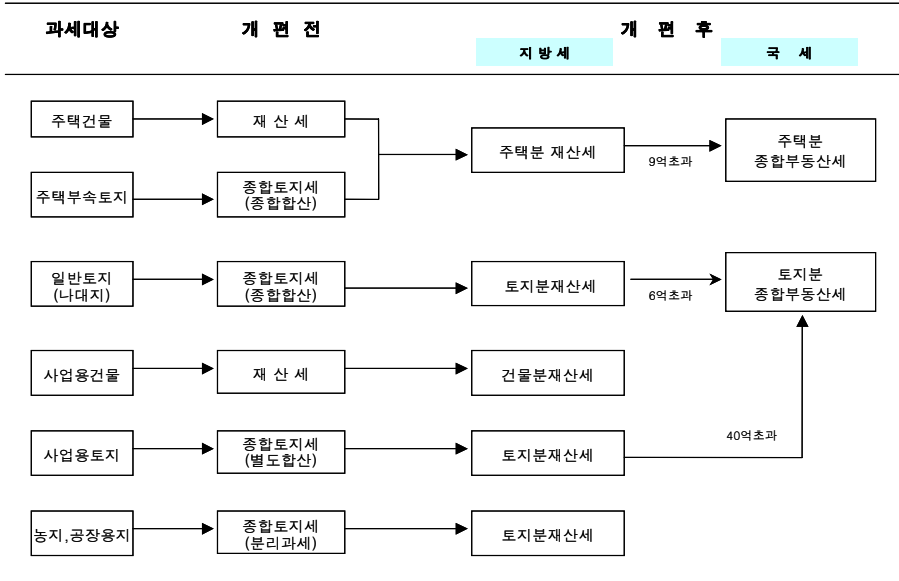 과세대상
개 편 전
개 편 후
지 방 세
국 세
주택건물
재 산 세
주택분 재산세
9억초과
주택분
종합부동산세
주택부속토지
종합토지세
(종합합산)
일반토지
(나대지)
종합토지세
(종합합산)
토지분재산세
6억초과
토지분
종합부동산세
사업용건물
재 산 세
건물분재산세
사업용토지
종합토지세
(별도합산)
토지분재산세
40억초과
농지,공장용지
종합토지세
(분리과세)
토지분재산세